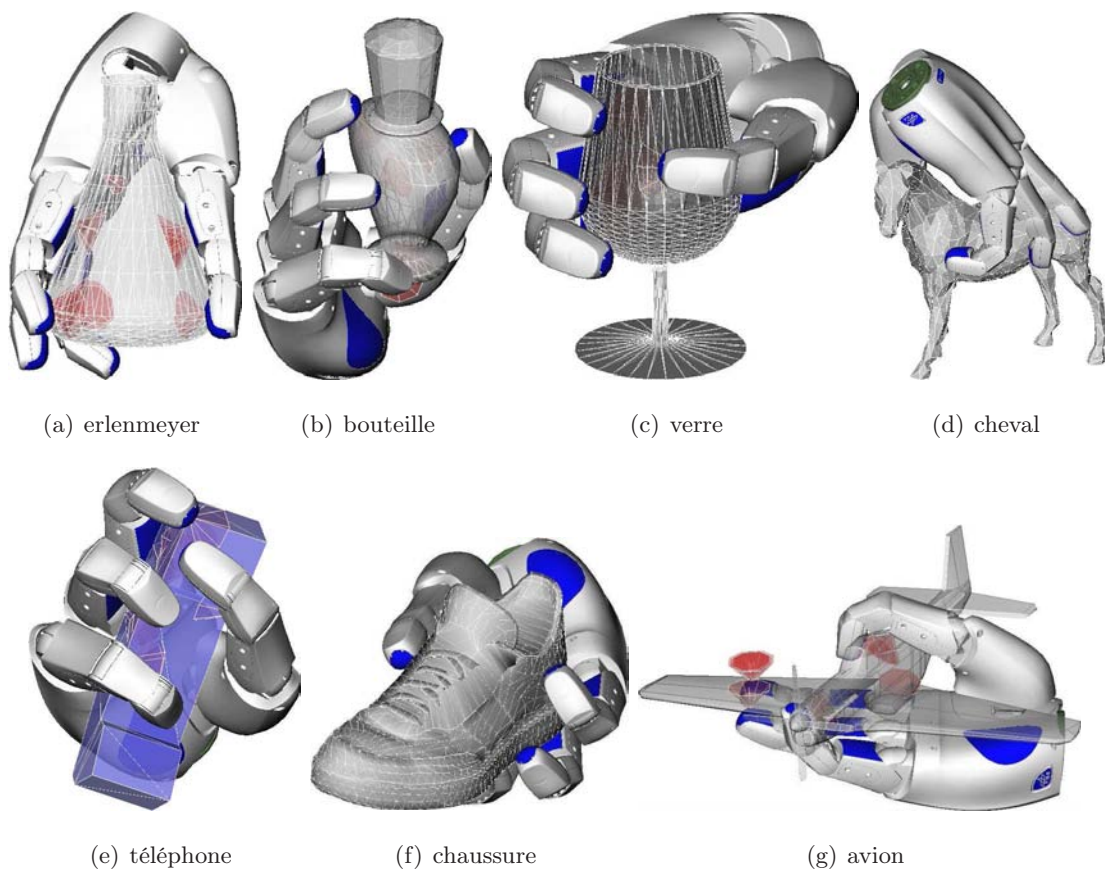 (a) erlenmeyer
(b) bouteille
(c) verre
(d) cheval
(e) téléphone
(f) chaussure
(g) avion